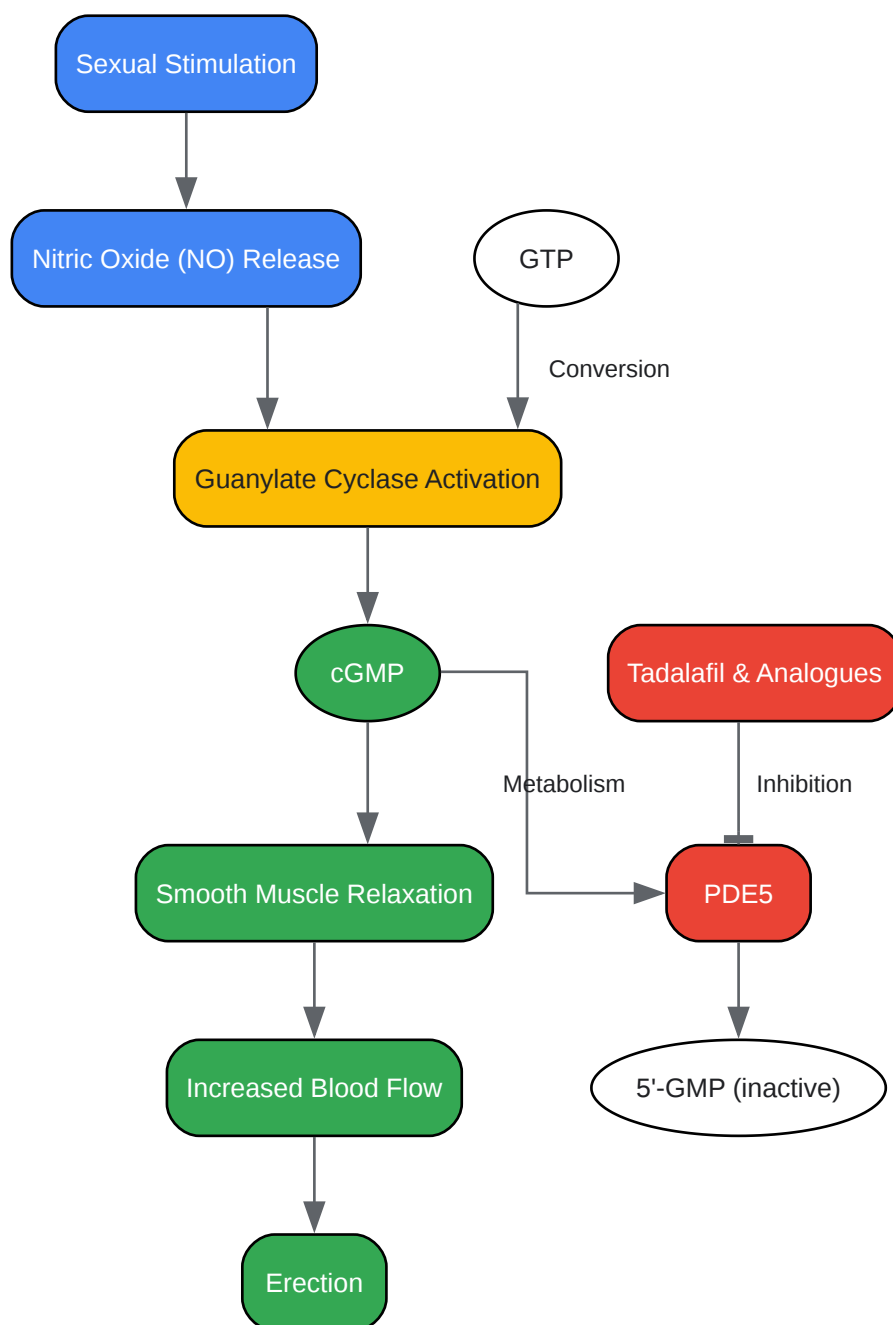 Sexual Stimulation
Nitric Oxide (NO) Release
GTP
Conversion
Guanylate Cyclase Activation
cGMP
Tadalafil & Analogues
Metabolism
Inhibition
Smooth Muscle Relaxation
PDE5
Increased Blood Flow
5'-GMP (inactive)
Erection